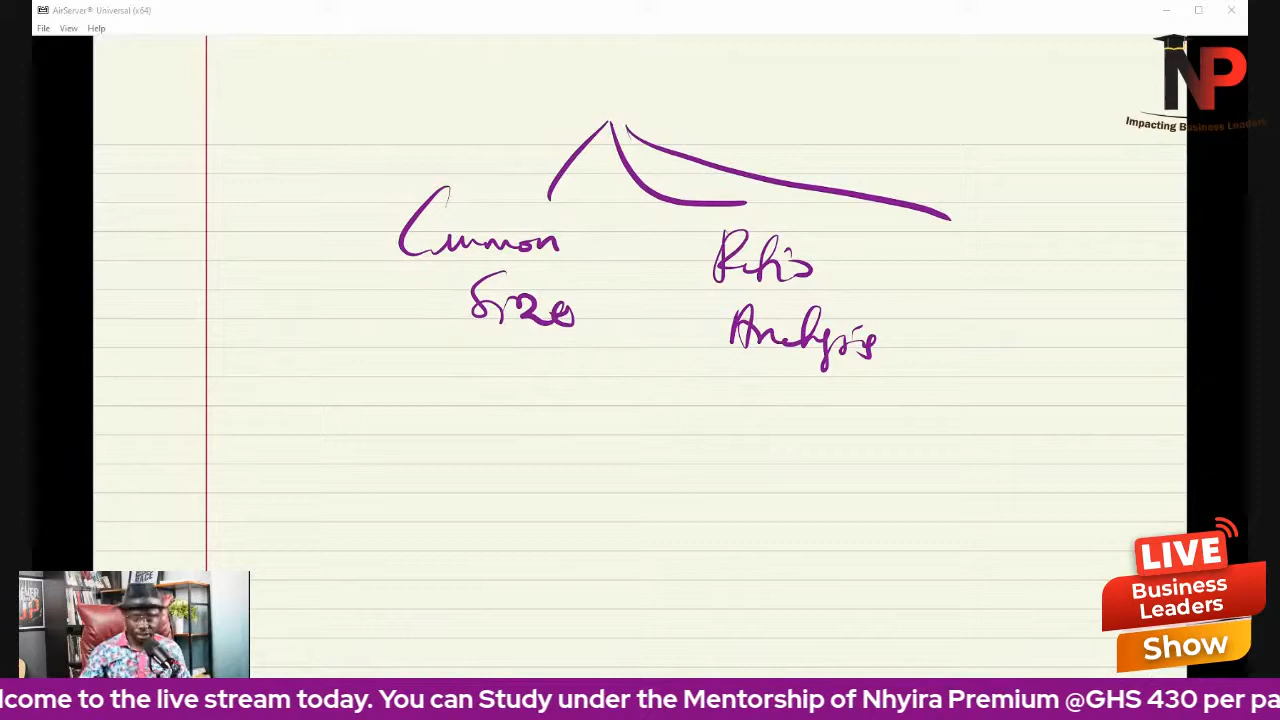 AirServer® Universal (x64)
File View Help
NP
Impacting Business Leaders
Common
Size
Ratio
Analysis
LIVE
Business
Leaders
Show
lcome to the live stream today. You can Study under the Mentorship of Nhyira Premium @GHS 430 per pa